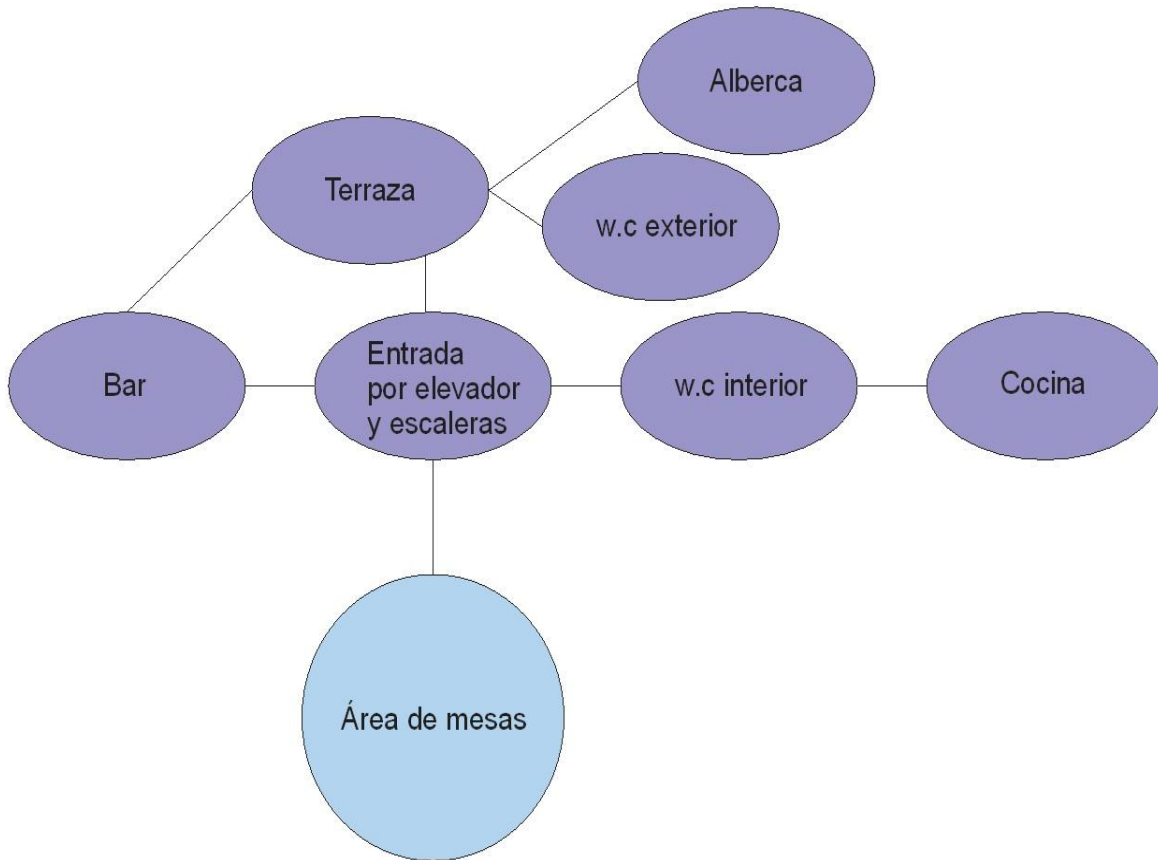 Alberca
Terraza
w.c exterior
Bar
Entrada
por elevador
y escaleras
w.c interior
Cocina
Área de mesas